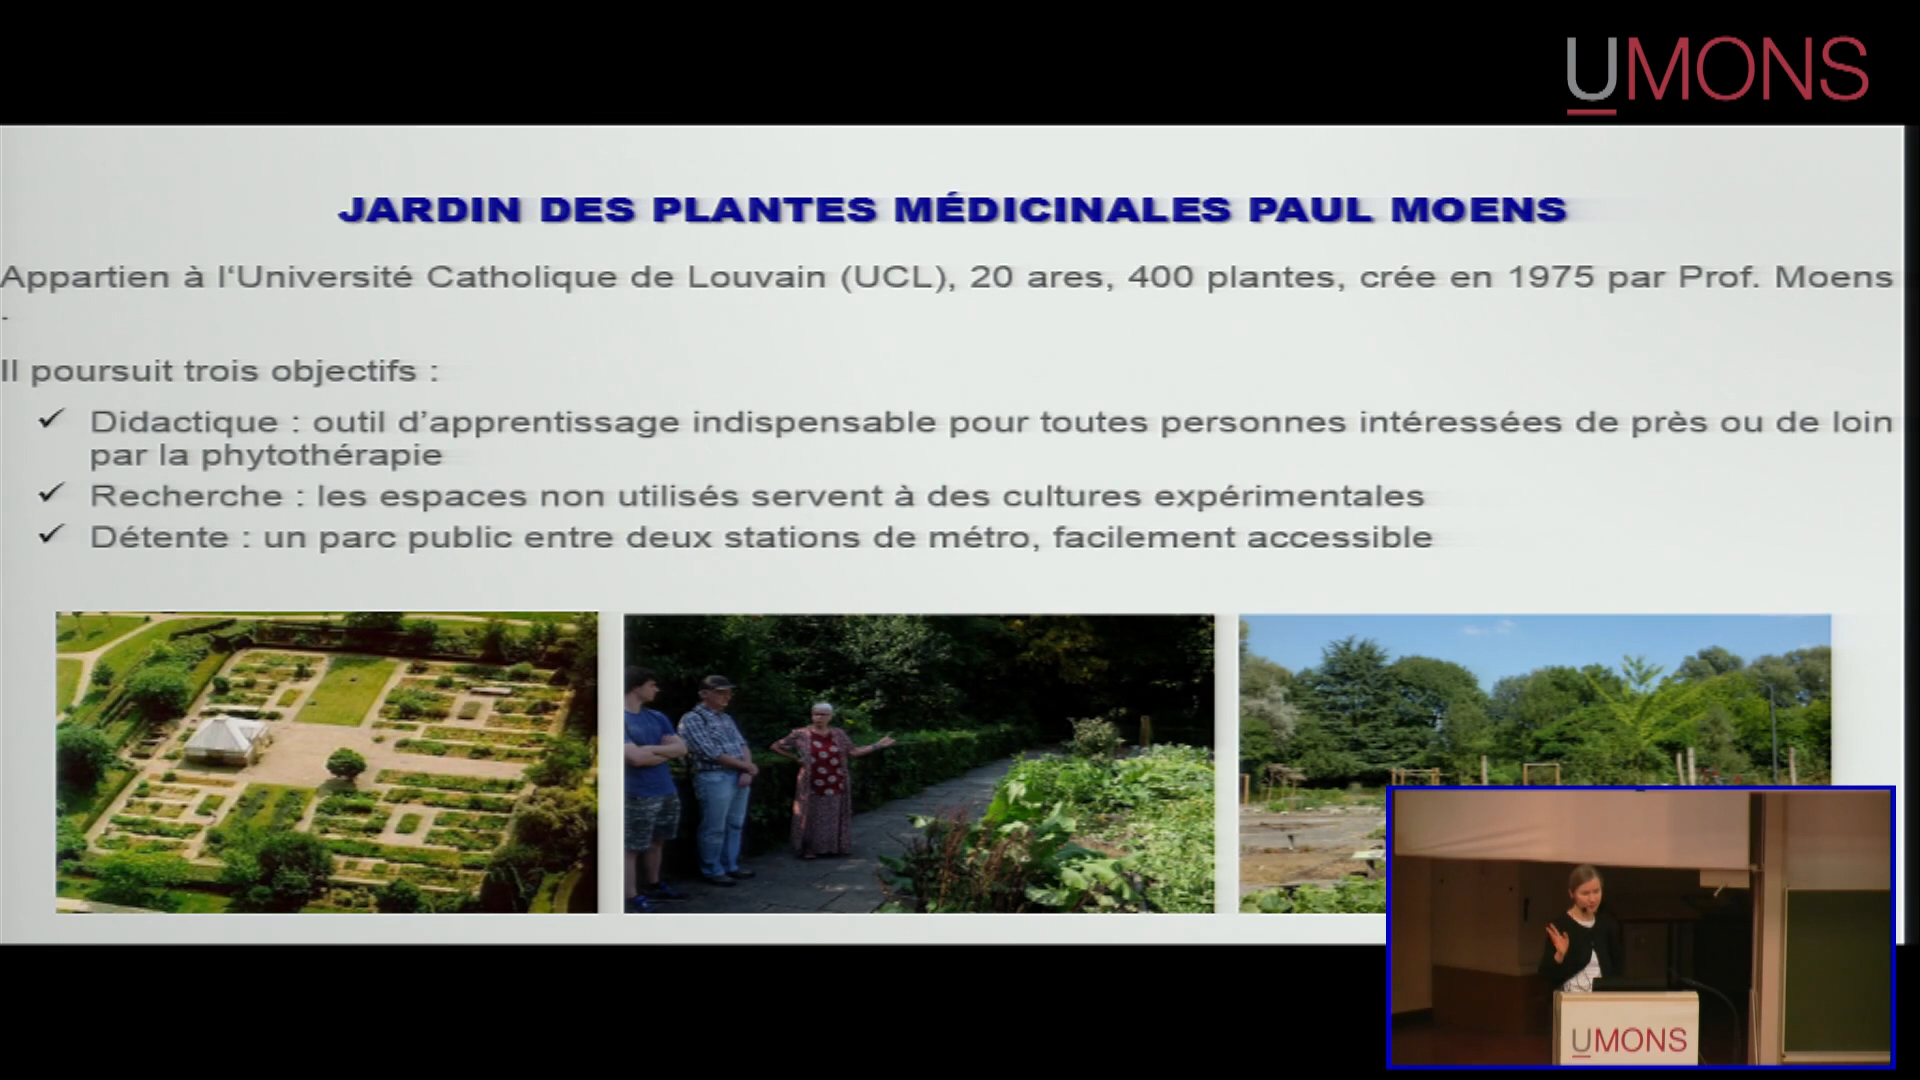 UMONS
JARDIN DES PLANTES MÉDICINALES PAUL MOENS
Appartien à l‘Université Catholique de Louvain (UCL), 20 ares, 400 plantes, crée en 1975 par Prof. Moens
.
Il poursuit trois objectifs :
✓ Didactique : outil d’apprentissage indispensable pour toutes personnes intéressées de près ou de loin
par la phytothérapie
✓ Recherche : les espaces non utilisés servent à des cultures expérimentales
✓ Détente : un parc public entre deux stations de métro, facilement accessible
UMONS